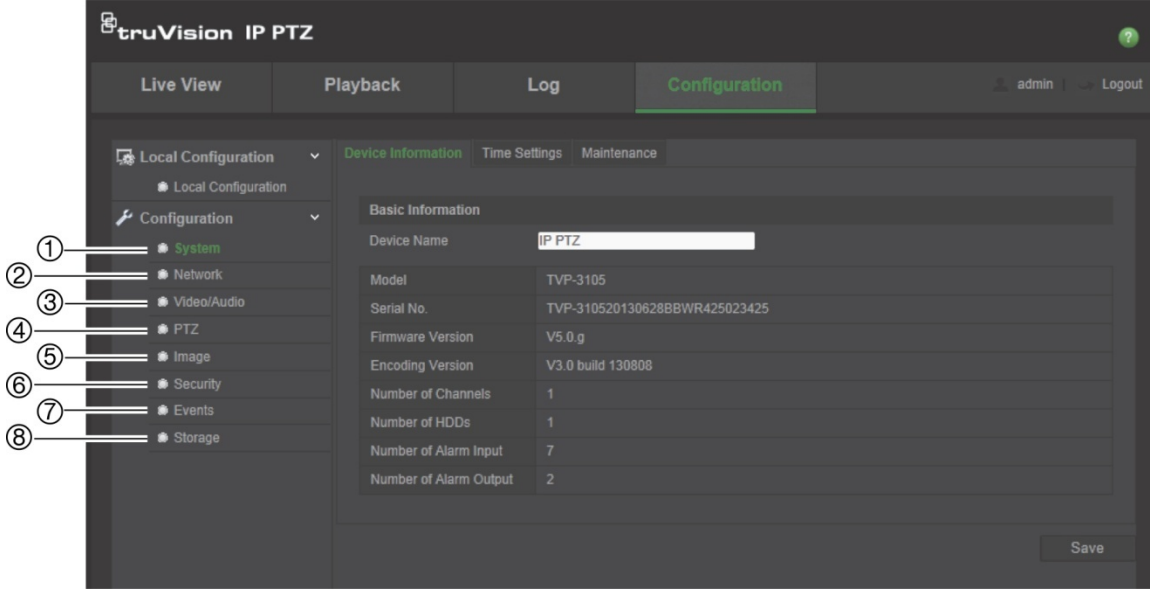 truVision IP PTZ
?
Live View Playback Log Configuration admin | Logout
Local Configuration
Local Configuration
Configuration
① System
② Network
③ Video/Audio
④ PTZ
⑤ Image
⑥ Security
⑦ Events
⑧ Storage
Device Information Time Settings Maintenance
Basic Information
Device Name IP PTZ
Model TVP-3105
Serial No. TVP-310520130628BBWR425023425
Firmware Version V5.0.g
Encoding Version V3.0 build 130808
Number of Channels 1
Number of HDDs 1
Number of Alarm Input 7
Number of Alarm Output 2
Save